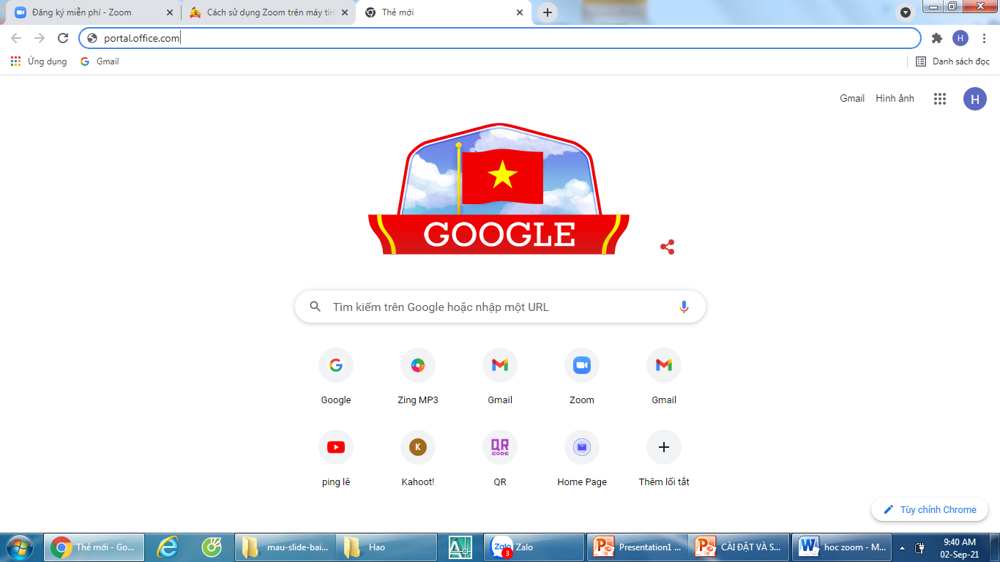 Đăng ký miễn phí - Zoom
Cách sử dụng Zoom trên máy tín
Thẻ mới
portal.office.com
H
Ứng dụng
Gmail
Danh sách đọc
Gmail
Hình ảnh
H
GOOGLE
Tìm kiếm trên Google hoặc nhập một URL
Google
Zing MP3
Gmail
Zoom
Gmail
K
QR
CODE
ping lê
Kahoot!
QR
Home Page
Thêm lối tắt
Tùy chỉnh Chrome
Thẻ mới - Go...
mau-slide-bai...
Hao
Zalo
3
Zalo
Presentation1 ...
CÀI ĐẶT VÀ S...
hoc zoom - M...
9:40 AM
02-Sep-21